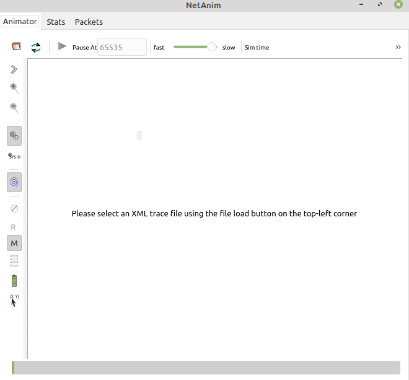 NetAnim
Animator Stats Packets
Pause At: 65535 fast slow Sim time »
Please select an XML trace file using the file load button on the top-left corner
R
M